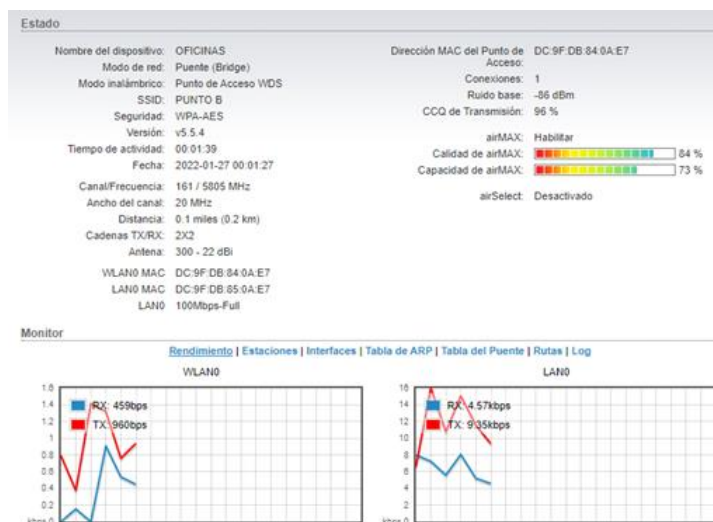 Estado
Nombre del dispositivo: OFICINAS
Modo de red: Puente (Bridge)
Modo inalámbrico: Punto de Acceso WDS
SSID: PUNTO B
Seguridad: WPA-AES
Versión: v5.5.4
Tiempo de actividad: 00:01:39
Fecha: 2022-01-27 00:01:27
Canal/Frecuencia: 161 / 5805 MHz
Ancho del canal: 20 MHz
Distancia: 0.1 miles (0.2 km)
Cadenas TX/RX: 2X2
Antena: 300 - 22 dBi
WLAN0 MAC DC:9F:DB:84:0A:E7
LAN0 MAC DC:9F:DB:85:0A:E7
LAN0 100Mbps-Full
Dirección MAC del Punto de Acceso: DC:9F:DB:84:0A:E7
Conexiones: 1
Ruido base: -86 dBm
CCQ de Transmisión: 96 %
airMAX: Habilitar
Calidad de airMAX: 84 %
Capacidad de airMAX: 73 %
airSelect: Desactivado
Monitor
Rendimiento | Estaciones | Interfaces | Tabla de ARP | Tabla del Puente | Rutas | Log
WLAN0
1.6
1.4
1.2
1
0.8
0.6
0.4
0.2
kbps 0
RX: 459bps
TX: 960bps
LAN0
16
14
12
10
8
6
4
2
kbps 0
RX: 4.57kbps
TX: 9.35kbps